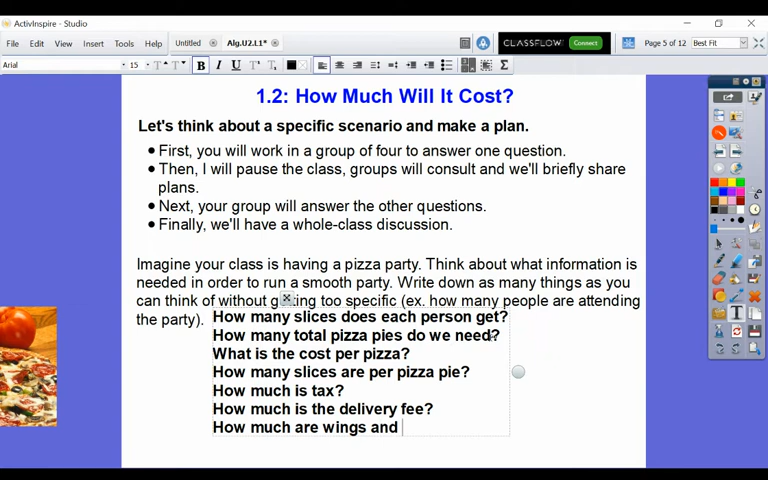 ActivInspire - Studio
File Edit View Insert Tools Help
Untitled
Alg.U2.L1*
CLASSFLOW
Connect
Page 5 of 12
Best Fit
Arial
15
B I U
1.2: How Much Will It Cost?
Let's think about a specific scenario and make a plan.
• First, you will work in a group of four to answer one question.
• Then, I will pause the class, groups will consult and we'll briefly share
plans.
• Next, your group will answer the other questions.
• Finally, we'll have a whole-class discussion.
Imagine your class is having a pizza party. Think about what information is
needed in order to run a smooth party. Write down as many things as you
can think of without getting too specific (ex. how many people are attending
the party).
How many slices does each person get?
How many total pizza pies do we need?
What is the cost per pizza?
How many slices are per pizza pie?
How much is tax?
How much is the delivery fee?
How much are wings and